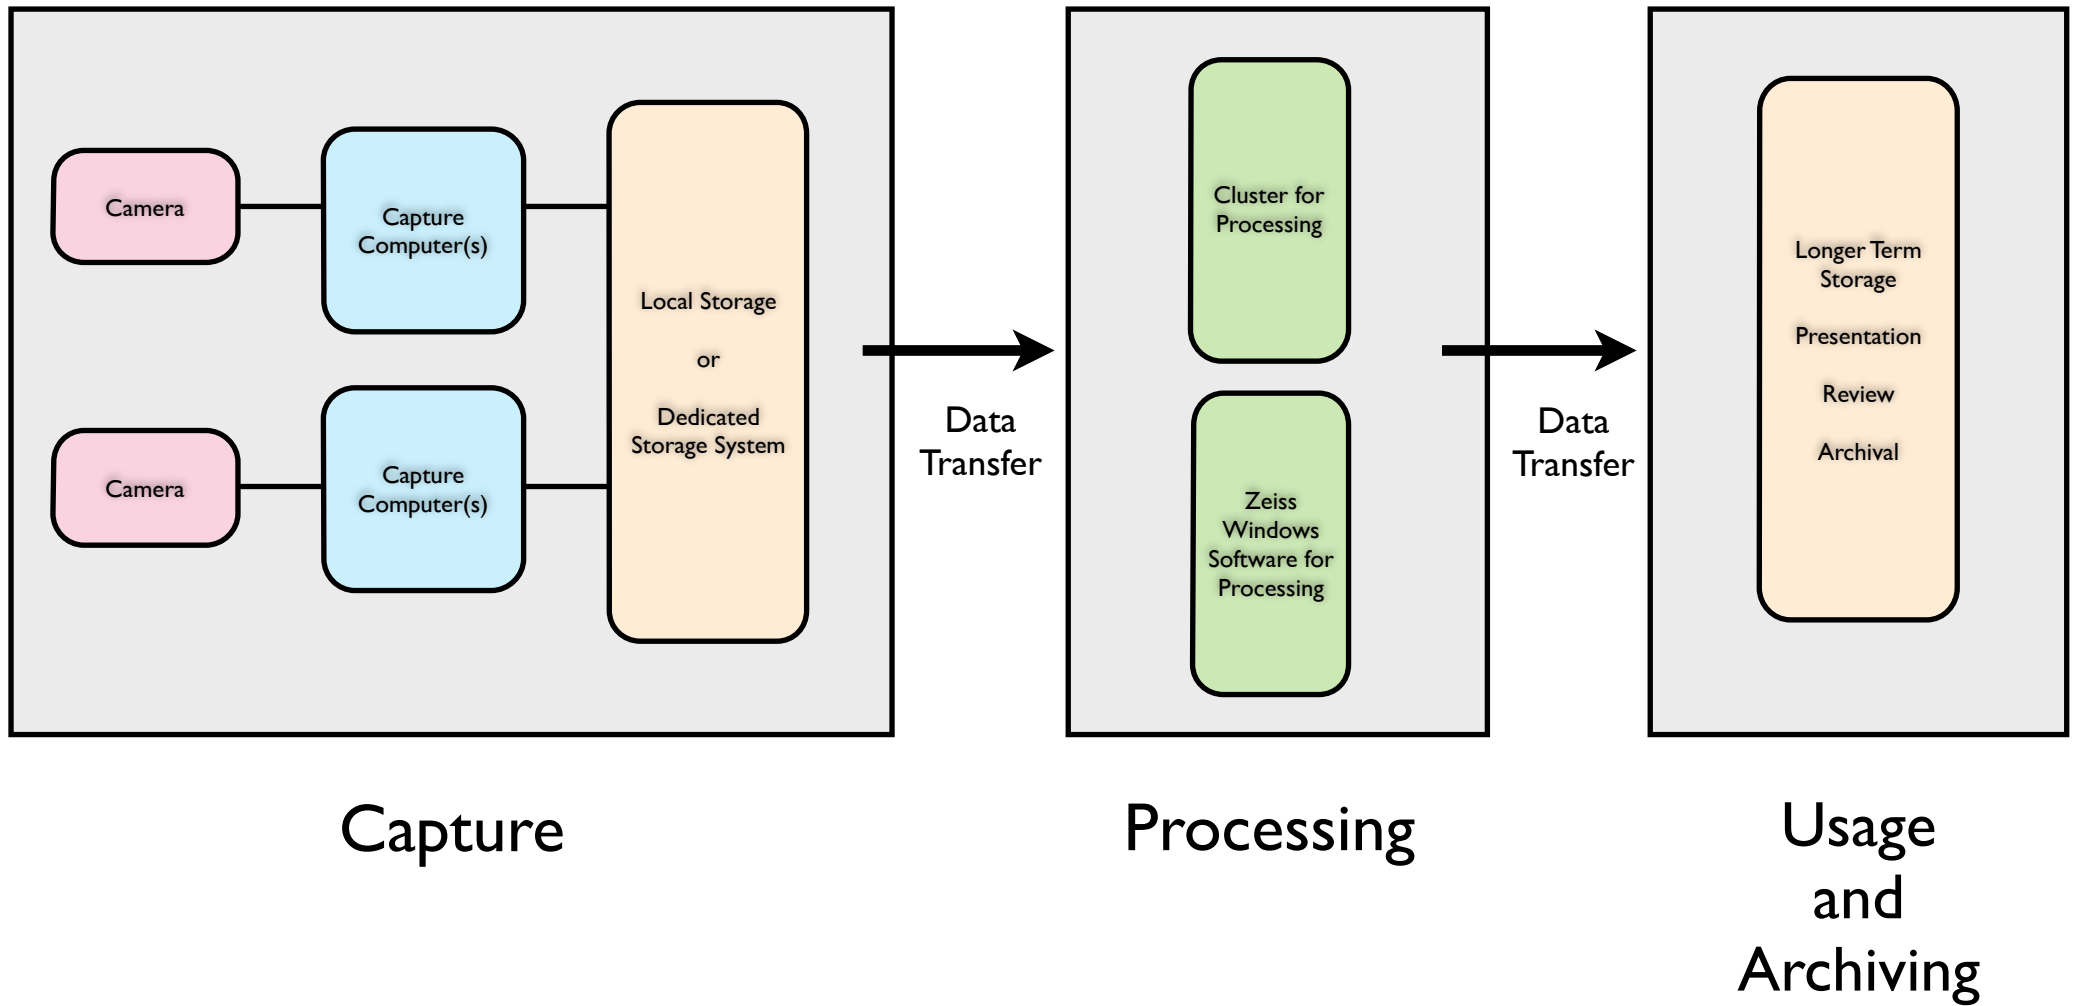 Camera
Capture
Computer(s)
Camera
Capture
Computer(s)
Local Storage
or
Dedicated
Storage System
Data
Transfer
Cluster for
Processing
Zeiss
Windows
Software for
Processing
Data
Transfer
Longer Term
Storage
Presentation
Review
Archival
Capture
Processing
Usage
and
Archiving